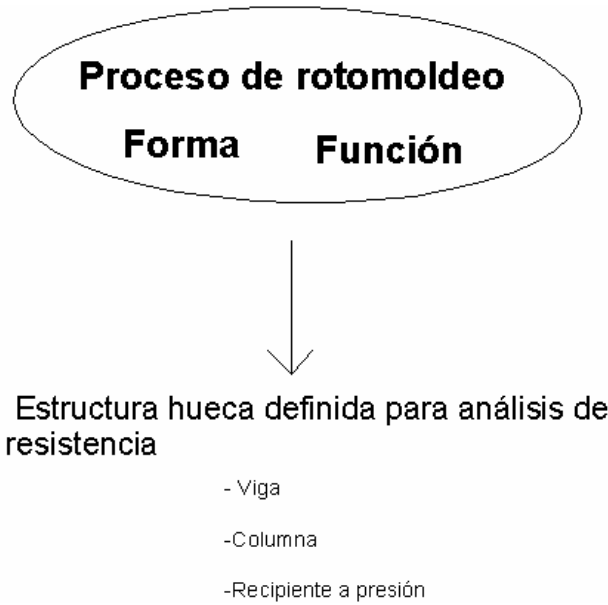 Proceso de rotomoldeo
Forma Función
Estructura hueca definida para análisis de
resistencia
- Viga
-Columna
-Recipiente a presión